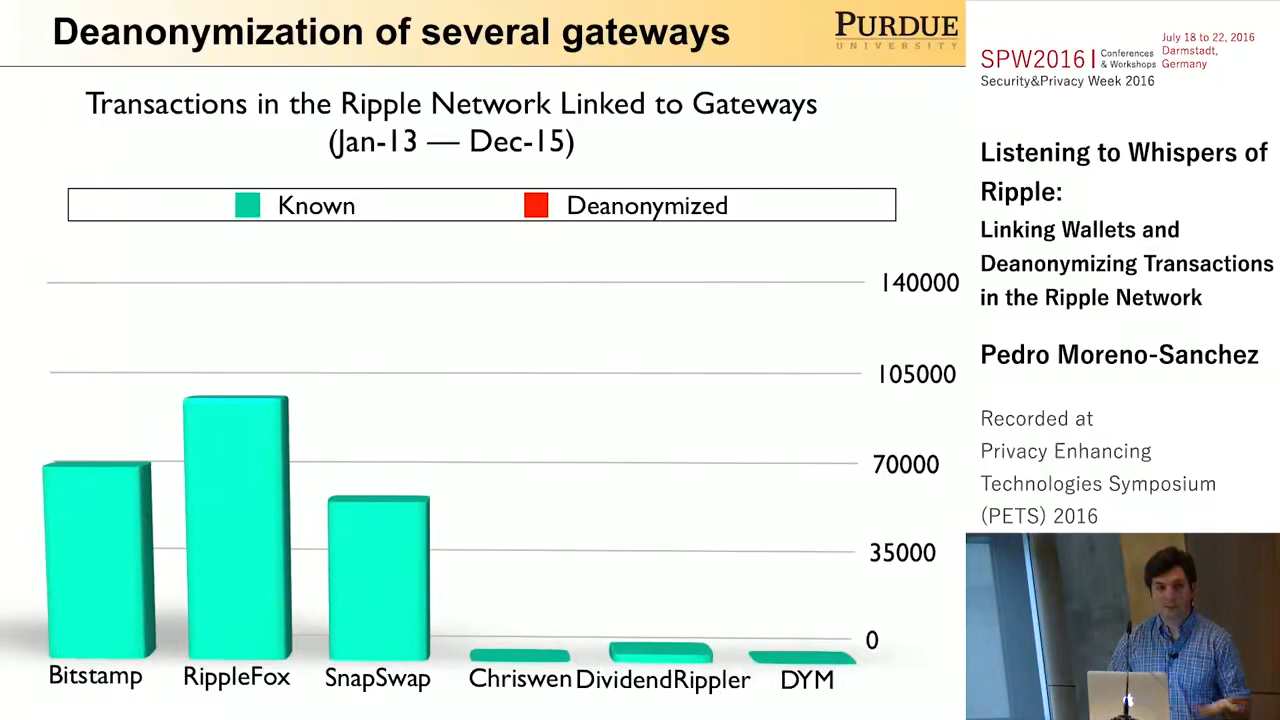 Deanonymization of several gateways
PURDUE
UNIVERSITY
Transactions in the Ripple Network Linked to Gateways
(Jan-13 — Dec-15)
Known
Deanonymized
140000
105000
70000
35000
0
Bitstamp
RippleFox
SnapSwap
Chriswen
DividendRippler
DYM
SPW2016 | Conferences
& Workshops
July 18 to 22, 2016
Darmstadt,
Germany
Security&Privacy Week 2016
Listening to Whispers of
Ripple:
Linking Wallets and
Deanonymizing Transactions
in the Ripple Network
Pedro Moreno-Sanchez
Recorded at
Privacy Enhancing
Technologies Symposium
(PETS) 2016